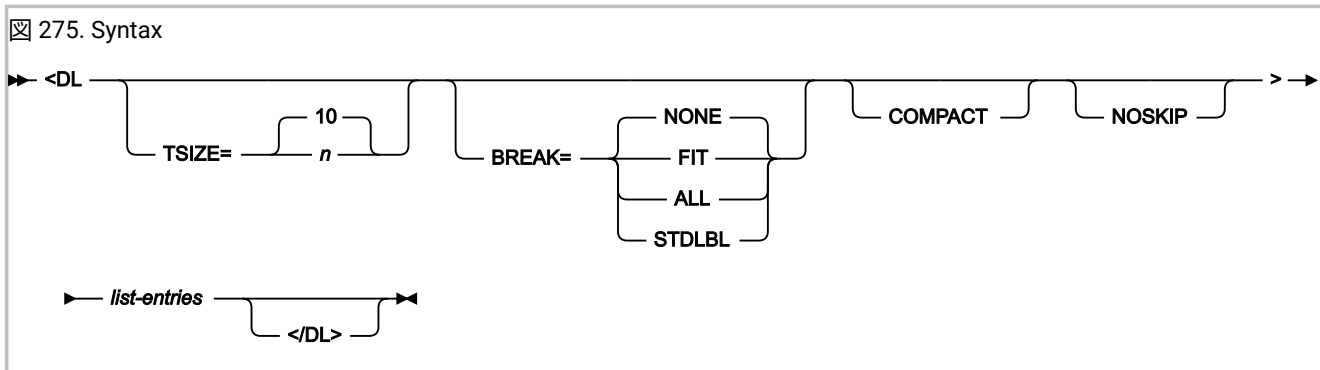 図 275. Syntax
<DL TSIZE= 10 n BREAK= NONE FIT ALL STDLBL COMPACT NOSKIP >
list-entries </DL>